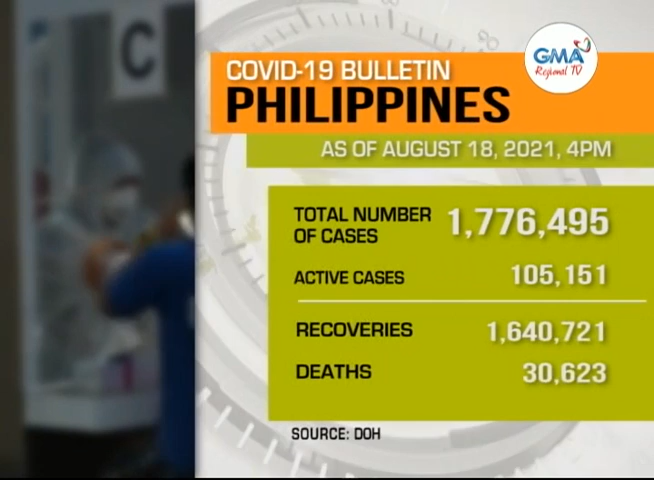 C
GMA
Regional TV
COVID-19 BULLETIN
PHILIPPINES
AS OF AUGUST 18, 2021, 4PM
TOTAL NUMBER OF CASES 1,776,495
ACTIVE CASES 105,151
RECOVERIES 1,640,721
DEATHS 30,623
SOURCE: DOH